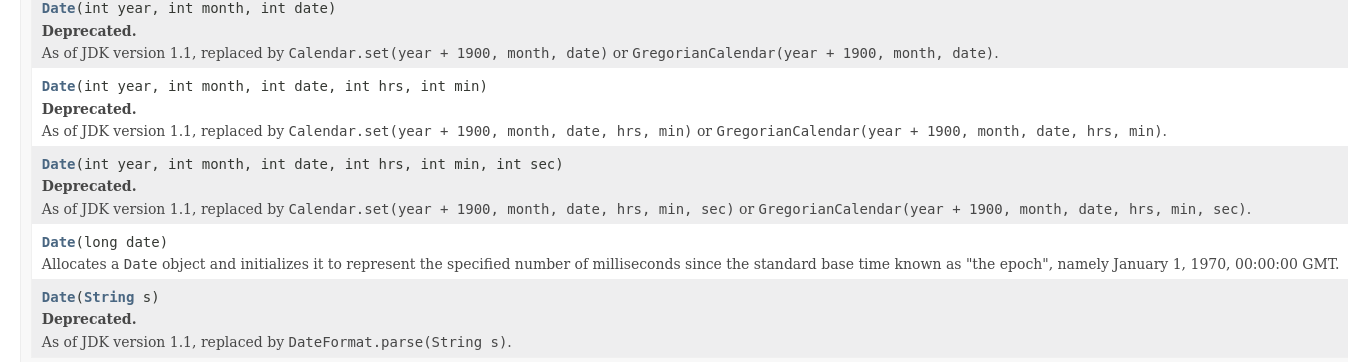 Date(int year, int month, int date)
Deprecated.
As of JDK version 1.1, replaced by Calendar.set(year + 1900, month, date) or GregorianCalendar(year + 1900, month, date).
Date(int year, int month, int date, int hrs, int min)
Deprecated.
As of JDK version 1.1, replaced by Calendar.set(year + 1900, month, date, hrs, min) or GregorianCalendar(year + 1900, month, date, hrs, min).
Date(int year, int month, int date, int hrs, int min, int sec)
Deprecated.
As of JDK version 1.1, replaced by Calendar.set(year + 1900, month, date, hrs, min, sec) or GregorianCalendar(year + 1900, month, date, hrs, min, sec).
Date(long date)
Allocates a Date object and initializes it to represent the specified number of milliseconds since the standard base time known as "the epoch", namely January 1, 1970, 00:00:00 GMT.
Date(String s)
Deprecated.
As of JDK version 1.1, replaced by DateFormat.parse(String s).